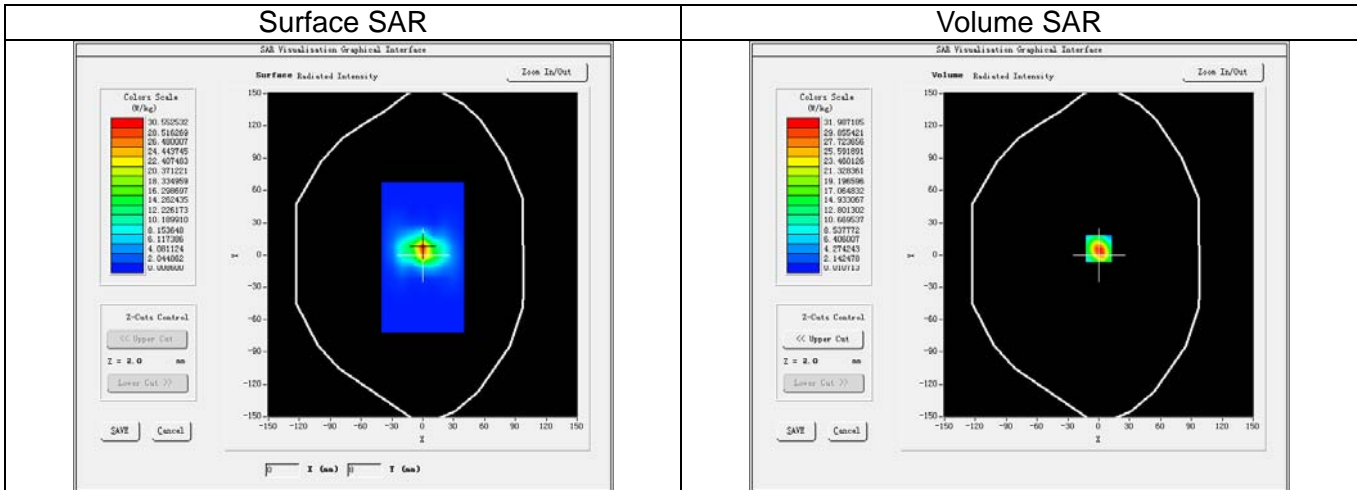 Surface SAR
SAR Visualisation Graphical Interface
Surface Radiated Intensity
Zoom In/Out
Colors Scale
(W/kg)
30.552532
28.516269
26.480007
24.443745
22.407483
20.371221
18.334959
16.298697
14.262435
12.226173
10.189910
8.153648
6.117386
4.081124
2.044862
0.008600
Z-Cuts Control
<< Upper Cut
Z = 2.0 mm
Lower Cut >>
SAVE
Cancel
150
120
90
60
30
0
-30
-60
-90
-120
-150
Y
-150 -120 -90 -60 -30 0 30 60 90 120 150
X
0 X (mm) 0 Y (mm)
Volume SAR
SAR Visualisation Graphical Interface
Volume Radiated Intensity
Zoom In/Out
Colors Scale
(W/kg)
31.987185
29.855421
27.723656
25.591891
23.460126
21.328361
19.196596
17.064832
14.933067
12.801302
10.669537
8.537772
6.406007
4.274243
2.142478
0.010713
Z-Cuts Control
<< Upper Cut
Z = 2.0 mm
Lower Cut >>
SAVE
Cancel
150
120
90
60
30
0
-30
-60
-90
-120
-150
Y
-150 -120 -90 -60 -30 0 30 60 90 120 150
X